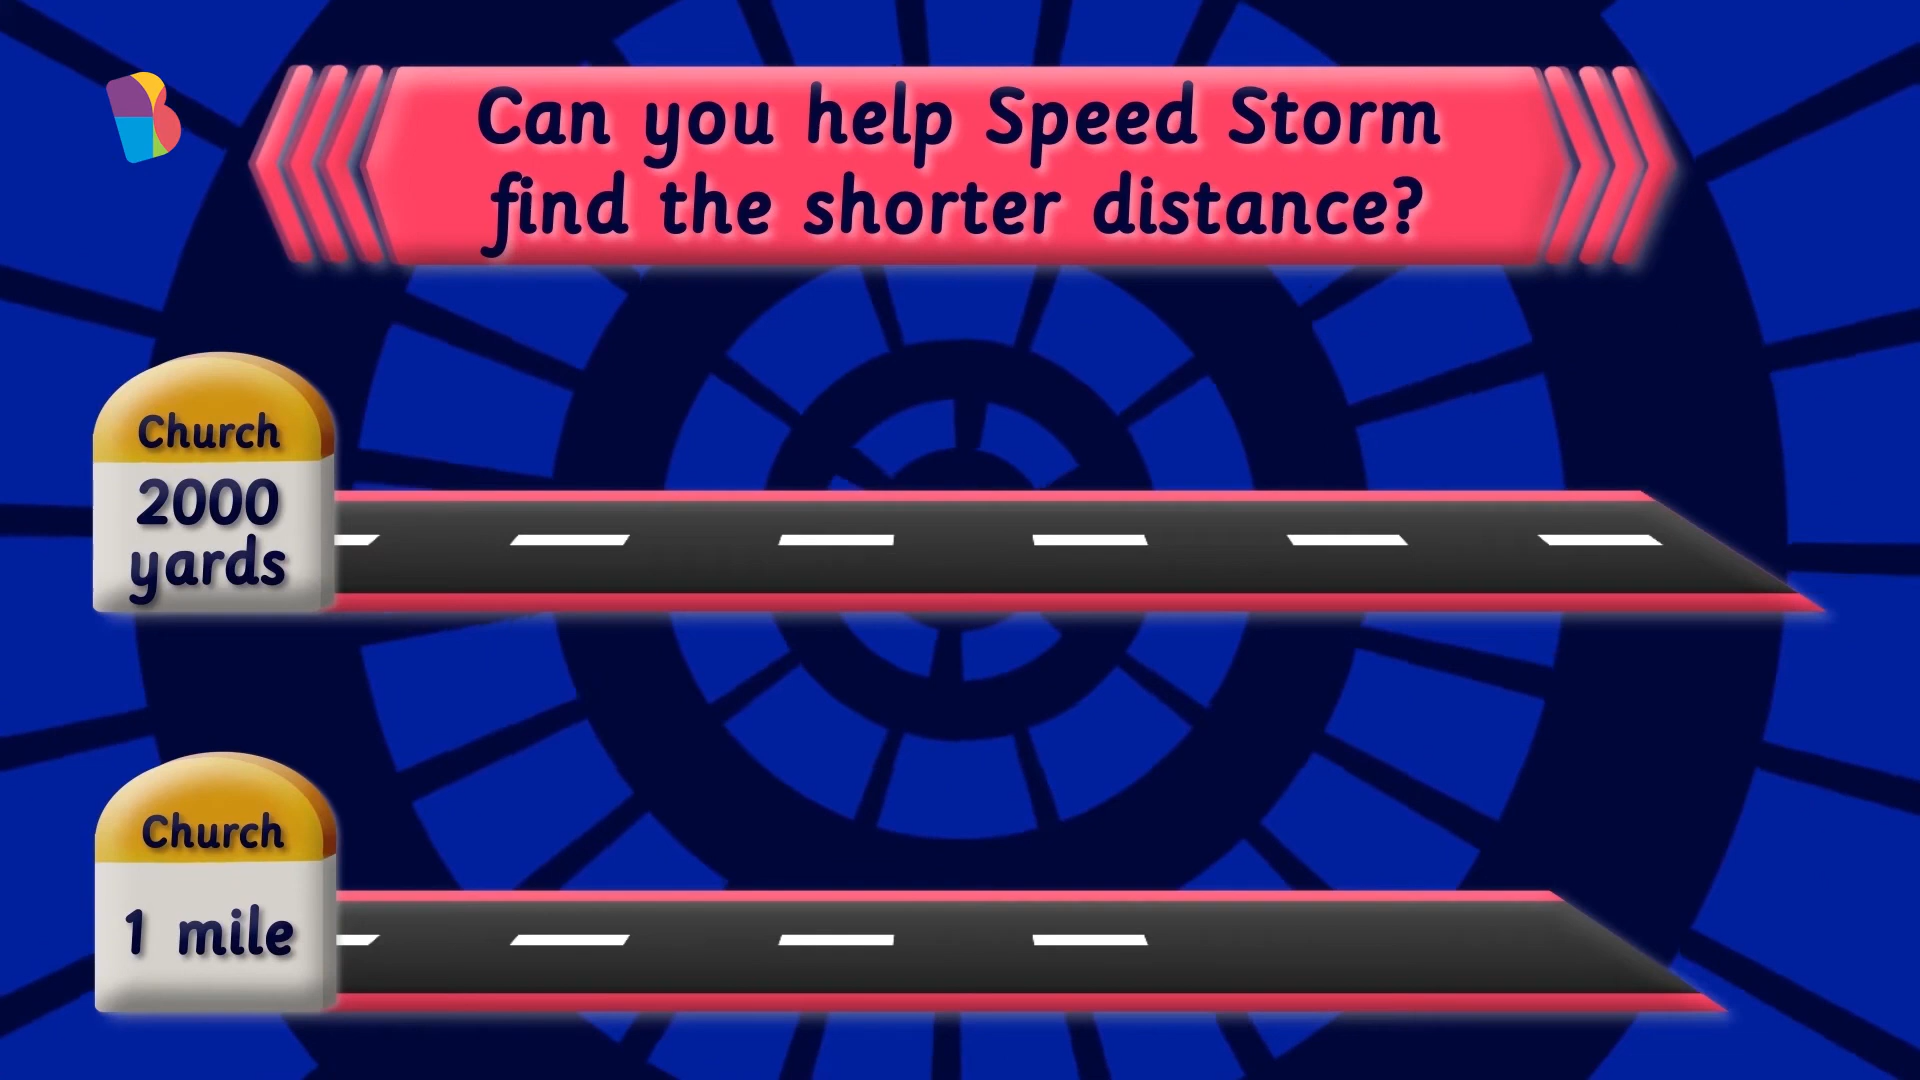 Can you help Speed Storm
find the shorter distance?
Church
2000
yards
Church
1 mile